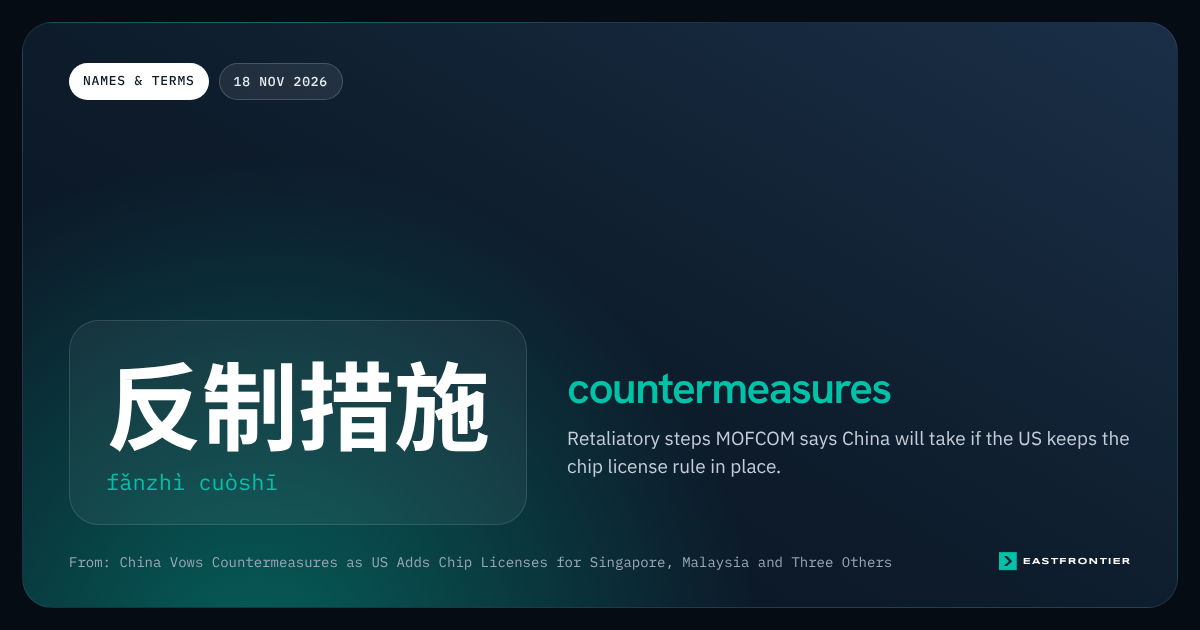 NAMES & TERMS
18 NOV 2026
反制措施
fǎnzhì cuòshī
countermeasures
Retaliatory steps MOFCOM says China will take if the US keeps the
chip license rule in place.
From: China Vows Countermeasures as US Adds Chip Licenses for Singapore, Malaysia and Three Others
EASTFRONTIER